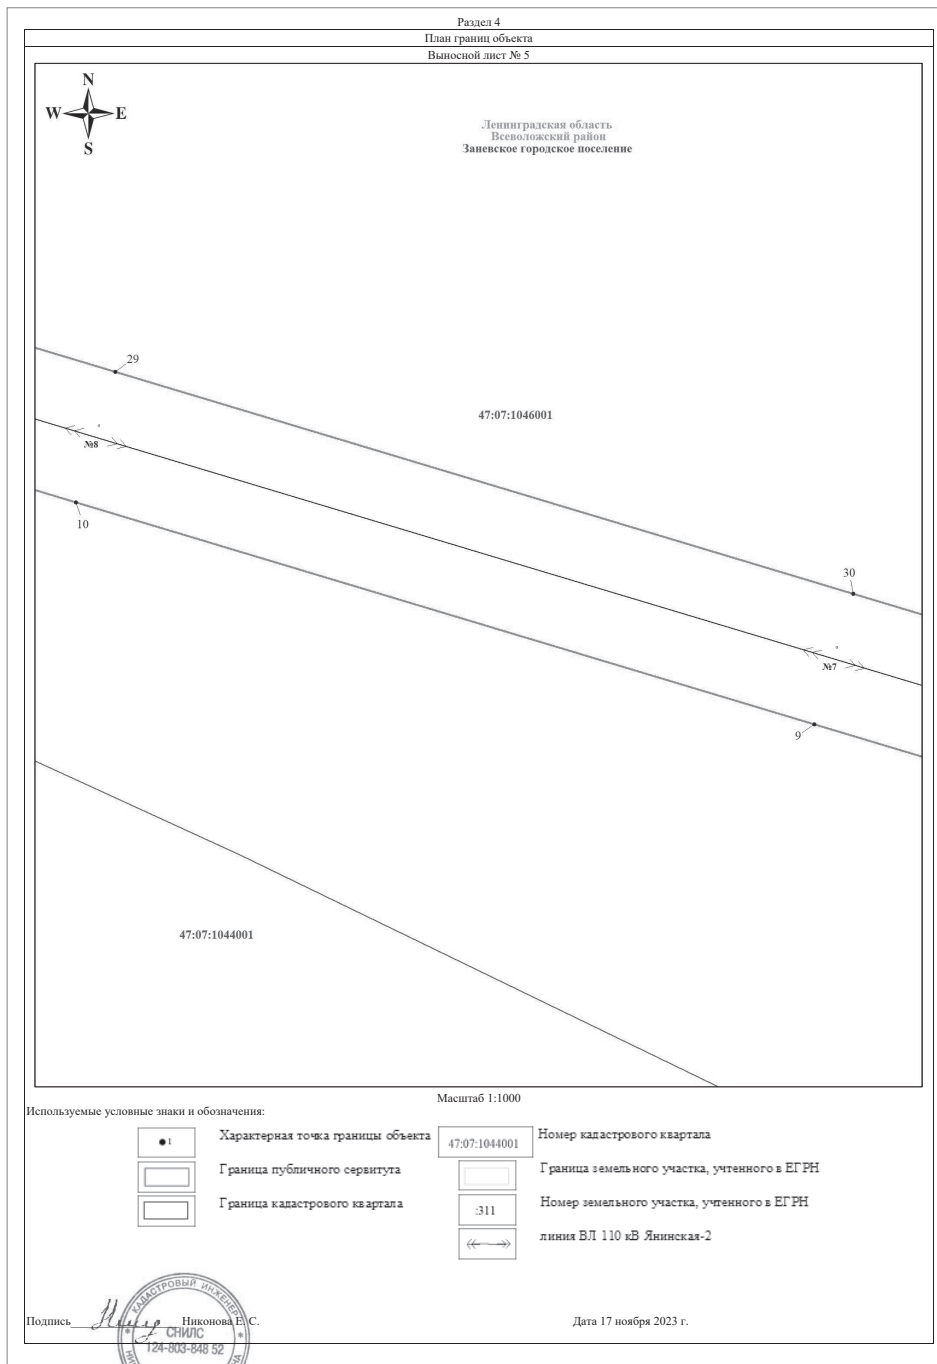 Раздел 4
План границ объекта
Выносной лист № 5
N
W E
S
Ленинградская область
Всеволожский район
Заневское городское поселение
29
47:07:1046001
№8
10
30
№7
9
47:07:1044001
Масштаб 1:1000
Используемые условные знаки и обозначения:
1 Характерная точка границы объекта
47:07:1044001 Номер кадастрового квартала
Граница публичного сервитута
Граница земельного участка, учтенного в ЕГРН
Граница кадастрового квартала
:311 Номер земельного участка, учтенного в ЕГРН
линия ВЛ 110 кВ Янинская-2
Подпись Никонова Е. С.
Дата 17 ноября 2023 г.
КАДАСТРОВЫЙ ИНЖЕНЕР
СНИЛС
124-803-848 52